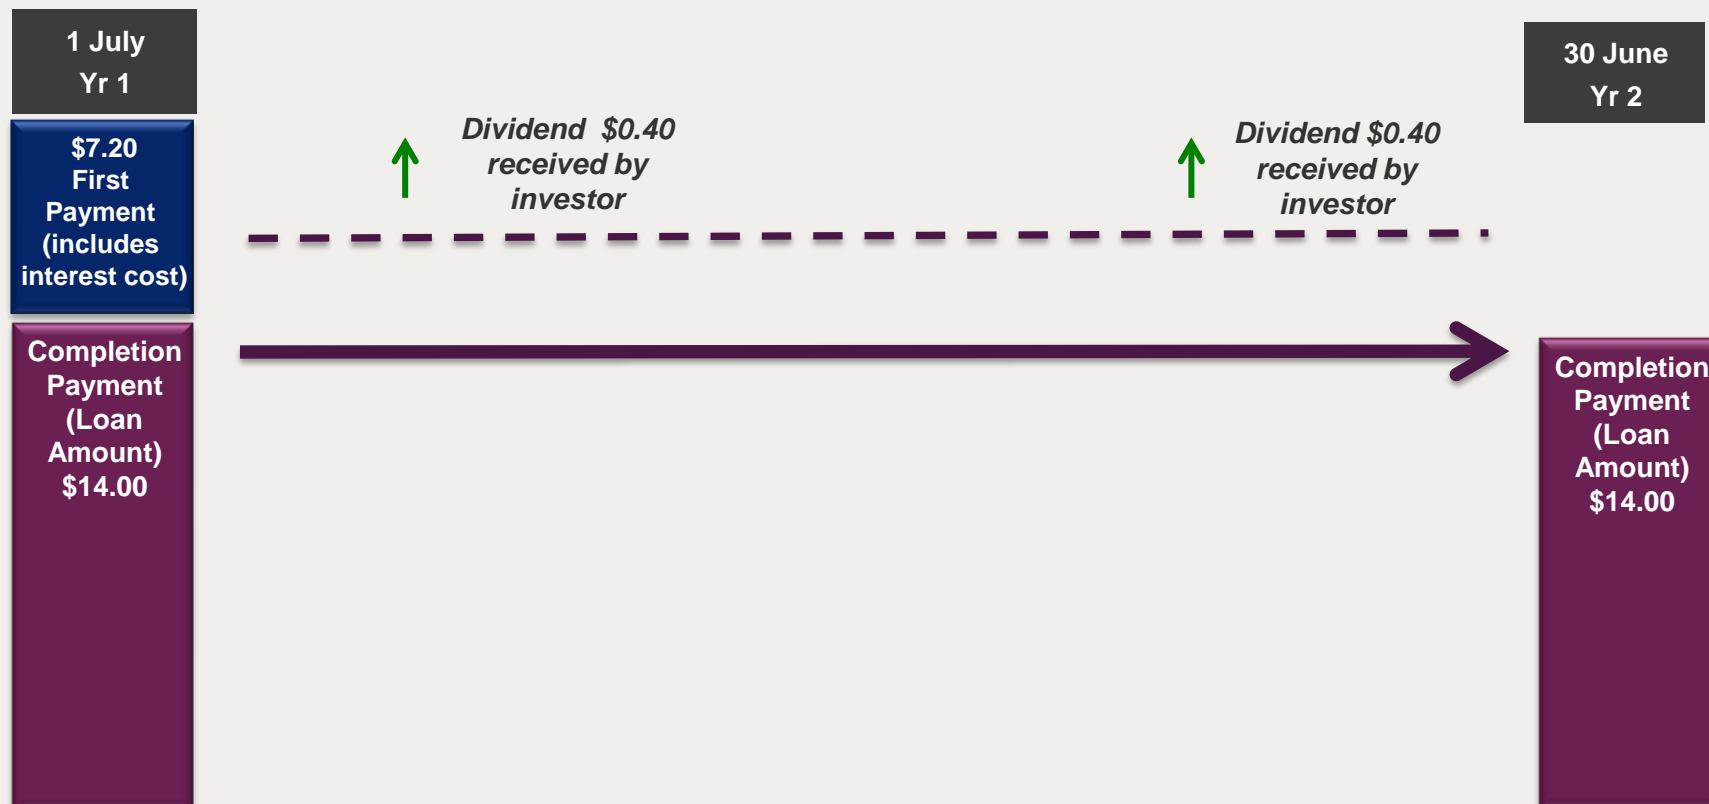 1 July
Yr 1
30 June
Yr 2
$7.20
First
Payment
(includes
interest cost)
Dividend  $0.40
received by
investor
Dividend $0.40
received by
investor
Completion
Payment
(Loan
Amount)
$14.00
Completion
Payment
(Loan
Amount)
$14.00